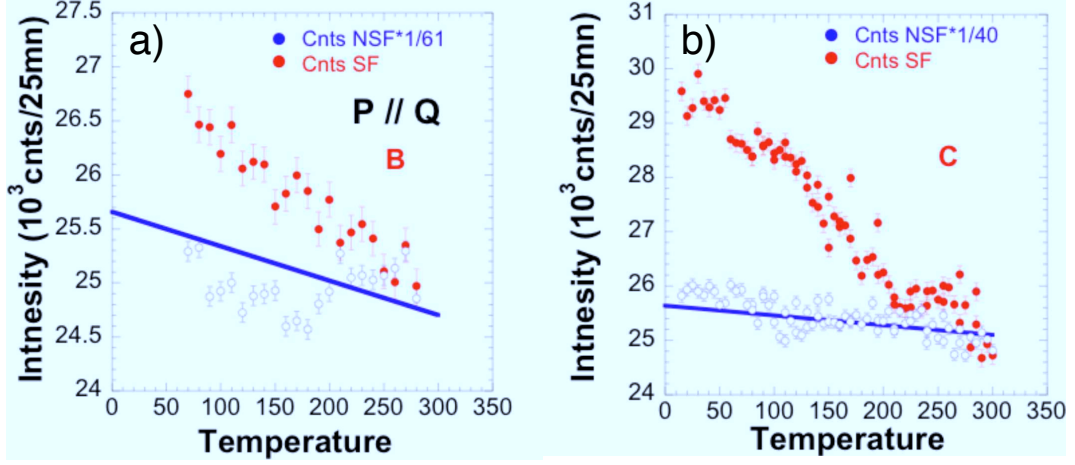 a)
Cnts NSF*1/61
Cnts SF
P // Q
B
27.5
27
26.5
26
25.5
25
24.5
24
0 50 100 150 200 250 300 350
Intnesity (10³cnts/25mn)
Temperature
b)
Cnts NSF*1/40
Cnts SF
C
31
30
29
28
27
26
25
24
0 50 100 150 200 250 300 350
Intnesity (10³cnts/25mn)
Temperature